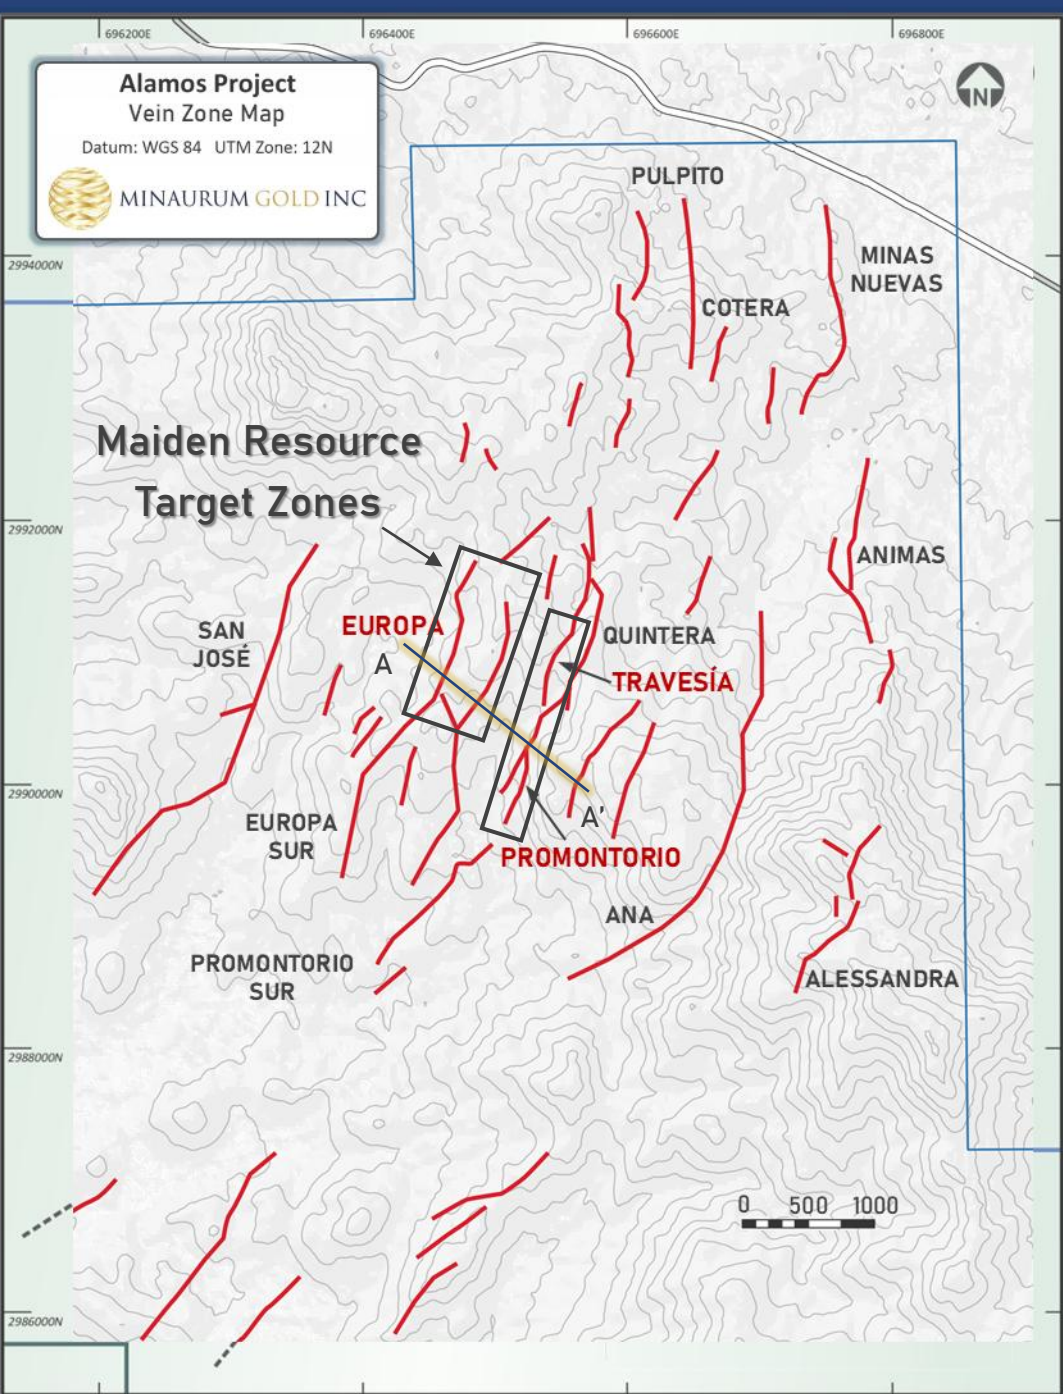 696200E
696400E
696600E
696800E
Alamos Project
Vein Zone Map
Datum: WGS 84 UTM Zone: 12N
MINAURUM GOLD INC
N
PULPITO
MINAS
NUEVAS
2994000N
COTERA
Maiden Resource
Target Zones
2992000N
ANIMAS
SAN
JOSÉ
EUROPA
A
QUINTERA
TRAVESÍA
2990000N
EUROPA
SUR
A'
PROMONTORIO
ANA
PROMONTORIO
SUR
ALESSANDRA
2988000N
0 500 1000
2986000N